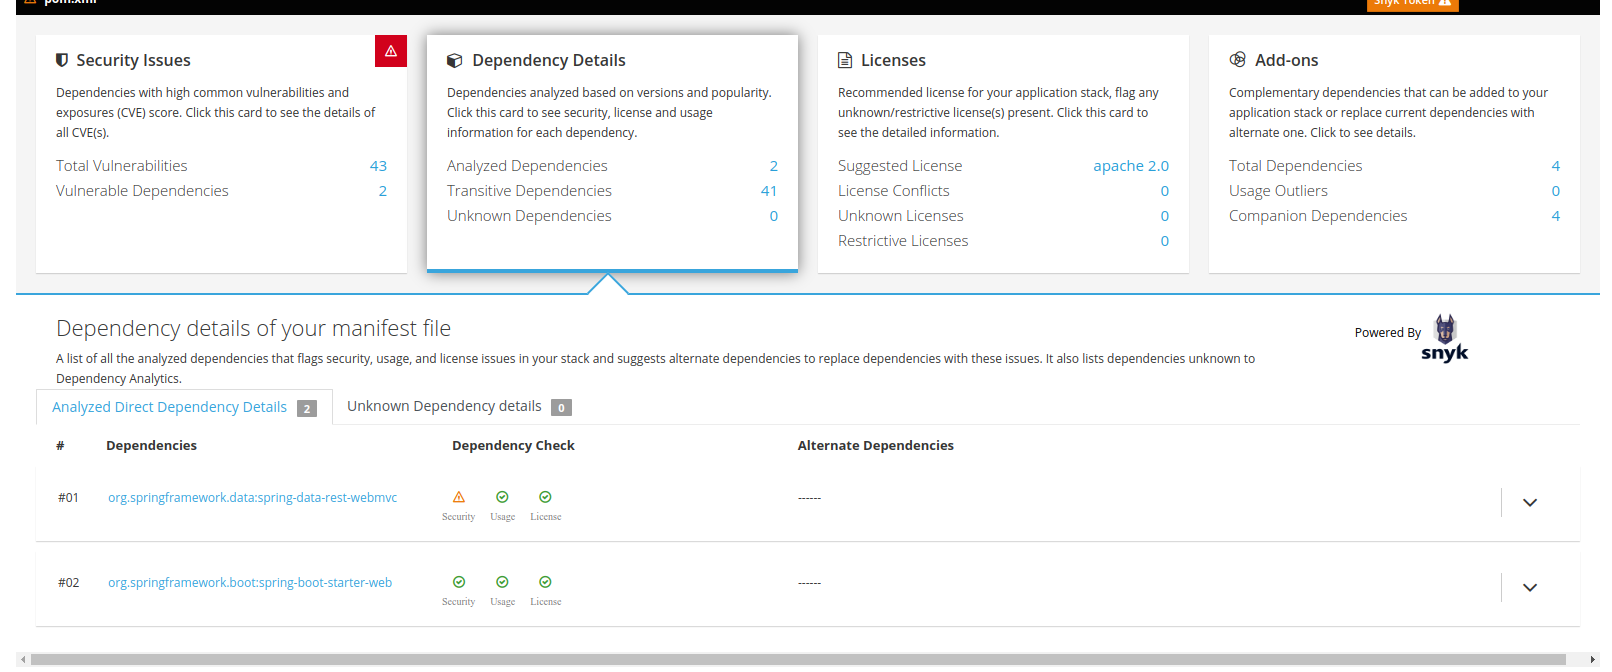 pom.xml
Snyk Token
Security Issues
Dependencies with high common vulnerabilities and
exposures (CVE) score. Click this card to see the details of
all CVE(s).
Total Vulnerabilities 43
Vulnerable Dependencies 2
Dependency Details
Dependencies analyzed based on versions and popularity.
Click this card to see security, license and usage
information for each dependency.
Analyzed Dependencies 2
Transitive Dependencies 41
Unknown Dependencies 0
Licenses
Recommended license for your application stack, flag any
unknown/restrictive license(s) present. Click this card to
see the detailed information.
Suggested License apache 2.0
License Conflicts 0
Unknown Licenses 0
Restrictive Licenses 0
Add-ons
Complementary dependencies that can be added to your
application stack or replace current dependencies with
alternate one. Click to see details.
Total Dependencies 4
Usage Outliers 0
Companion Dependencies 4
Dependency details of your manifest file
Powered By snyk
A list of all the analyzed dependencies that flags security, usage, and license issues in your stack and suggests alternate dependencies to replace dependencies with these issues. It also lists dependencies unknown to
Dependency Analytics.
Analyzed Direct Dependency Details 2 Unknown Dependency details 0
# Dependencies Dependency Check Alternate Dependencies
#01 org.springframework.data:spring-data-rest-webmvc ------
Security Usage License
#02 org.springframework.boot:spring-boot-starter-web ------
Security Usage License